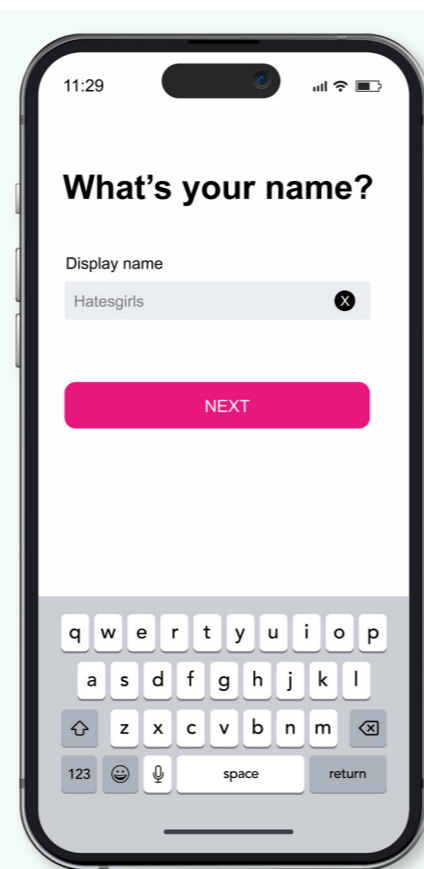 11:29
What's your name?
Display name
Hatesgirls X
NEXT
q w e r t y u i o p
a s d f g h j k l
z x c v b n m
123 space return